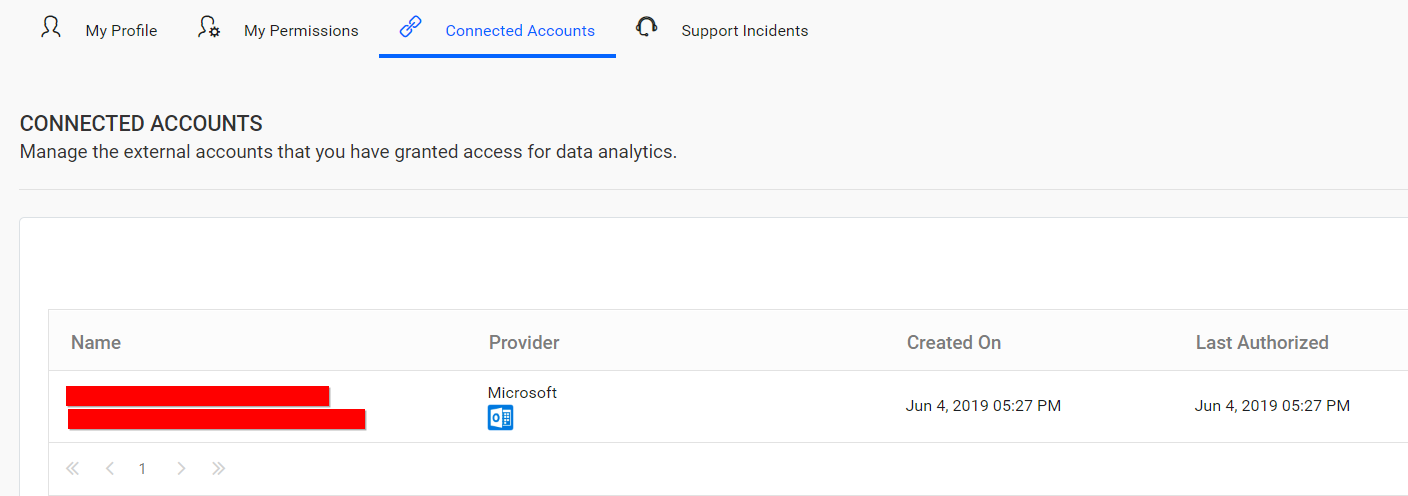 My Profile My Permissions Connected Accounts Support Incidents
CONNECTED ACCOUNTS
Manage the external accounts that you have granted access for data analytics.
Name Provider Created On Last Authorized
Microsoft
Jun 4, 2019 05:27 PM Jun 4, 2019 05:27 PM
1